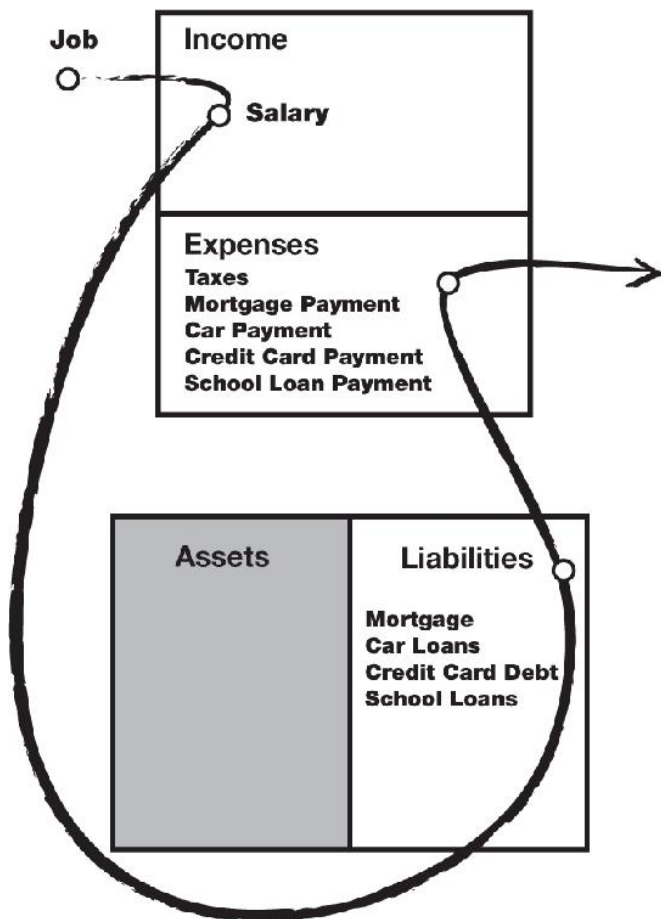 Job
Income
Salary
Expenses
Taxes
Mortgage Payment
Car Payment
Credit Card Payment
School Loan Payment
Assets
Liabilities
Mortgage
Car Loans
Credit Card Debt
School Loans